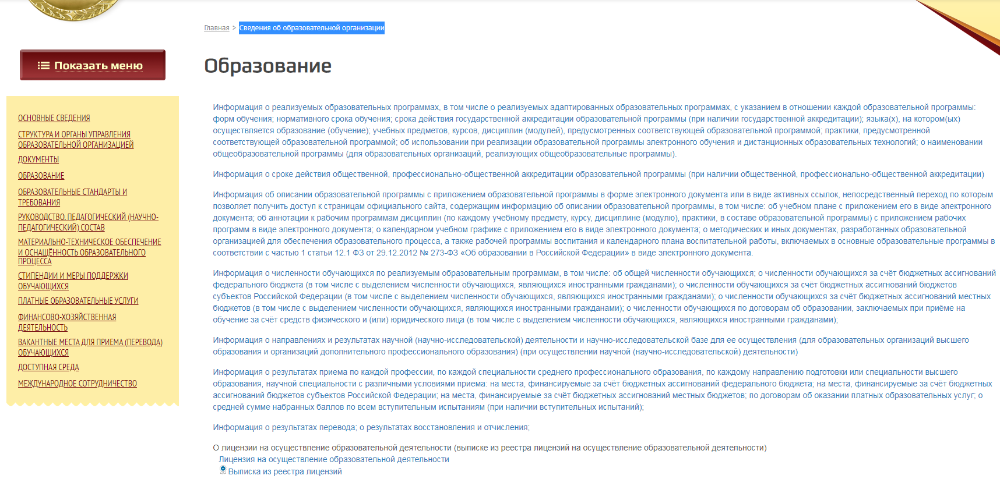 Главная > Сведения об образовательной организации
Показать меню
Образование
ОСНОВНЫЕ СВЕДЕНИЯ
СТРУКТУРА И ОРГАНЫ УПРАВЛЕНИЯ
ОБРАЗОВАТЕЛЬНОЙ ОРГАНИЗАЦИЕЙ
ДОКУМЕНТЫ
ОБРАЗОВАНИЕ
ОБРАЗОВАТЕЛЬНЫЕ СТАНДАРТЫ И
ТРЕБОВАНИЯ
РУКОВОДСТВО. ПЕДАГОГИЧЕСКИЙ (НАУЧНО-
ПЕДАГОГИЧЕСКИЙ) СОСТАВ
МАТЕРИАЛЬНО-ТЕХНИЧЕСКОЕ ОБЕСПЕЧЕНИЕ
И ОСНАЩЁННОСТЬ ОБРАЗОВАТЕЛЬНОГО
ПРОЦЕССА
СТИПЕНДИИ И МЕРЫ ПОДДЕРЖКИ
ОБУЧАЮЩИХСЯ
ПЛАТНЫЕ ОБРАЗОВАТЕЛЬНЫЕ УСЛУГИ
ФИНАНСОВО-ХОЗЯЙСТВЕННАЯ
ДЕЯТЕЛЬНОСТЬ
ВАКАНТНЫЕ МЕСТА ДЛЯ ПРИЕМА (ПЕРЕВОДА)
ОБУЧАЮЩИХСЯ
ДОСТУПНАЯ СРЕДА
МЕЖДУНАРОДНОЕ СОТРУДНИЧЕСТВО
Информация о реализуемых образовательных программах, в том числе о реализуемых адаптированных образовательных программах, с указанием в отношении каждой образовательной программы:
форм обучения; нормативного срока обучения; срока действия государственной аккредитации образовательной программы (при наличии государственной аккредитации); языка(х), на котором(ых)
осуществляется образование (обучение); учебных предметов, курсов, дисциплин (модулей), предусмотренных соответствующей образовательной программой; практики, предусмотренной
соответствующей образовательной программой; об использовании при реализации образовательной программы электронного обучения и дистанционных образовательных технологий; о наименовании
общеобразовательной программы (для образовательных организаций, реализующих общеобразовательные программы).
Информация о сроке действия общественной, профессионально-общественной аккредитации образовательной программы (при наличии общественной, профессионально-общественной аккредитации)
Информация об описании образовательной программы с приложением образовательной программы в форме электронного документа или в виде активных ссылок, непосредственный переход по которым
позволяет получить доступ к страницам официального сайта, содержащим информацию об описании образовательной программы, в том числе: об учебном плане с приложением его в виде электронного
документа; об аннотации к рабочим программам дисциплин (по каждому учебному предмету, курсу, дисциплине (модулю), практики, в составе образовательной программы) с приложением рабочих
программ в виде электронного документа; о календарном учебном графике с приложением его в виде электронного документа; о методических и иных документах, разработанных образовательной
организацией для обеспечения образовательного процесса, а также рабочей программы воспитания и календарного плана воспитательной работы, включаемых в основные образовательные программы в
соответствии с частью 1 статьи 12.1 ФЗ от 29.12.2012 № 273-ФЗ «Об образовании в Российской Федерации» в виде электронного документа.
Информация о численности обучающихся по реализуемым образовательным программам, в том числе: об общей численности обучающихся; о численности обучающихся за счёт бюджетных ассигнований
федерального бюджета (в том числе с выделением численности обучающихся, являющихся иностранными гражданами); о численности обучающихся за счёт бюджетных ассигнований бюджетов
субъектов Российской Федерации (в том числе с выделением численности обучающихся, являющихся иностранными гражданами); о численности обучающихся за счёт бюджетных ассигнований местных
бюджетов (в том числе с выделением численности обучающихся, являющихся иностранными гражданами); о численности обучающихся по договорам об образовании, заключаемых при приёме на
обучение за счёт средств физического и (или) юридического лица (в том числе с выделением численности обучающихся, являющихся иностранными гражданами);
Информация о направлениях и результатах научной (научно-исследовательской) деятельности и научно-исследовательской базе для ее осуществления (для образовательных организаций высшего
образования и организаций дополнительного профессионального образования) (при осуществлении научной (научно-исследовательской) деятельности)
Информация о результатах приема по каждой профессии, по каждой специальности среднего профессионального образования, по каждому направлению подготовки или специальности высшего
образования, научной специальности с различными условиями приема: на места, финансируемые за счёт бюджетных ассигнований федерального бюджета; на места, финансируемые за счёт бюджетных
ассигнований бюджетов субъектов Российской Федерации; на места, финансируемые за счёт бюджетных ассигнований местных бюджетов; по договорам об оказании платных образовательных услуг; о
средней сумме набранных баллов по всем вступительным испытаниям (при наличии вступительных испытаний);
Информация о результатах перевода; о результатах восстановления и отчисления;
О лицензии на осуществление образовательной деятельности (выписке из реестра лицензий на осуществление образовательной деятельности)
Лицензия на осуществление образовательной деятельности
Выписка из реестра лицензий